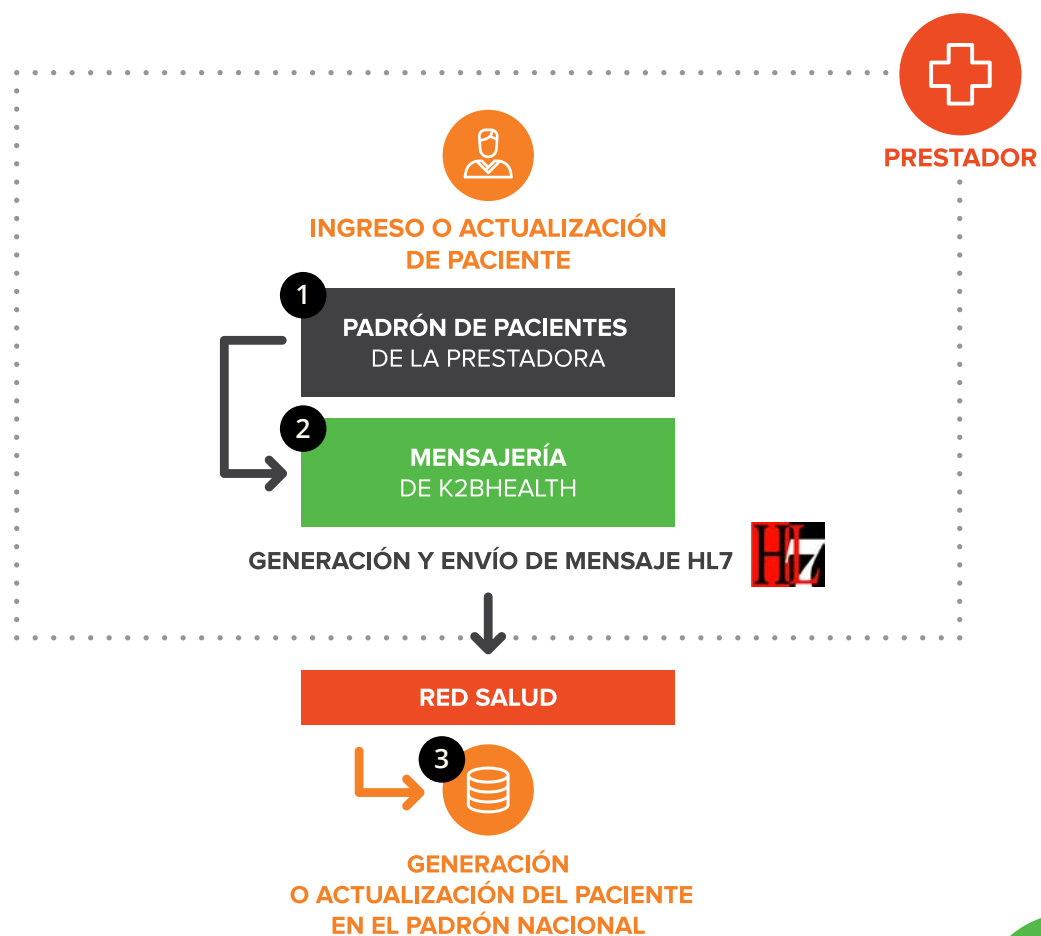 PRESTADOR
INGRESO O ACTUALIZACIÓN
DE PACIENTE
1
PADRÓN DE PACIENTES
DE LA PRESTADORA
2
MENSAJERÍA
DE K2BHEALTH
GENERACIÓN Y ENVÍO DE MENSAJE HL7
HL7
RED SALUD
3
GENERACIÓN
O ACTUALIZACIÓN DEL PACIENTE
EN EL PADRÓN NACIONAL